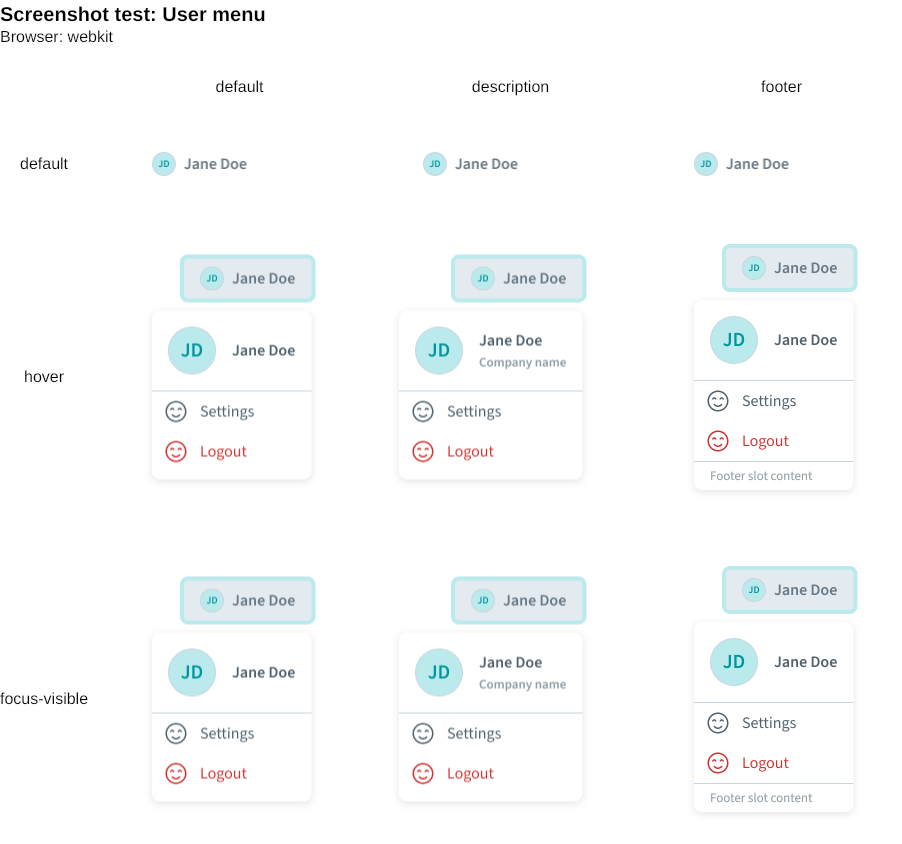 Screenshot test: User menu
Browser: webkit
default description footer
default JD Jane Doe JD Jane Doe JD Jane Doe
hover
JD Jane Doe
JD Jane Doe
Settings
Logout
JD Jane Doe
JD Jane Doe
Company name
Settings
Logout
JD Jane Doe
JD Jane Doe
Settings
Logout
Footer slot content
focus-visible
JD Jane Doe
JD Jane Doe
Settings
Logout
JD Jane Doe
JD Jane Doe
Company name
Settings
Logout
JD Jane Doe
JD Jane Doe
Settings
Logout
Footer slot content